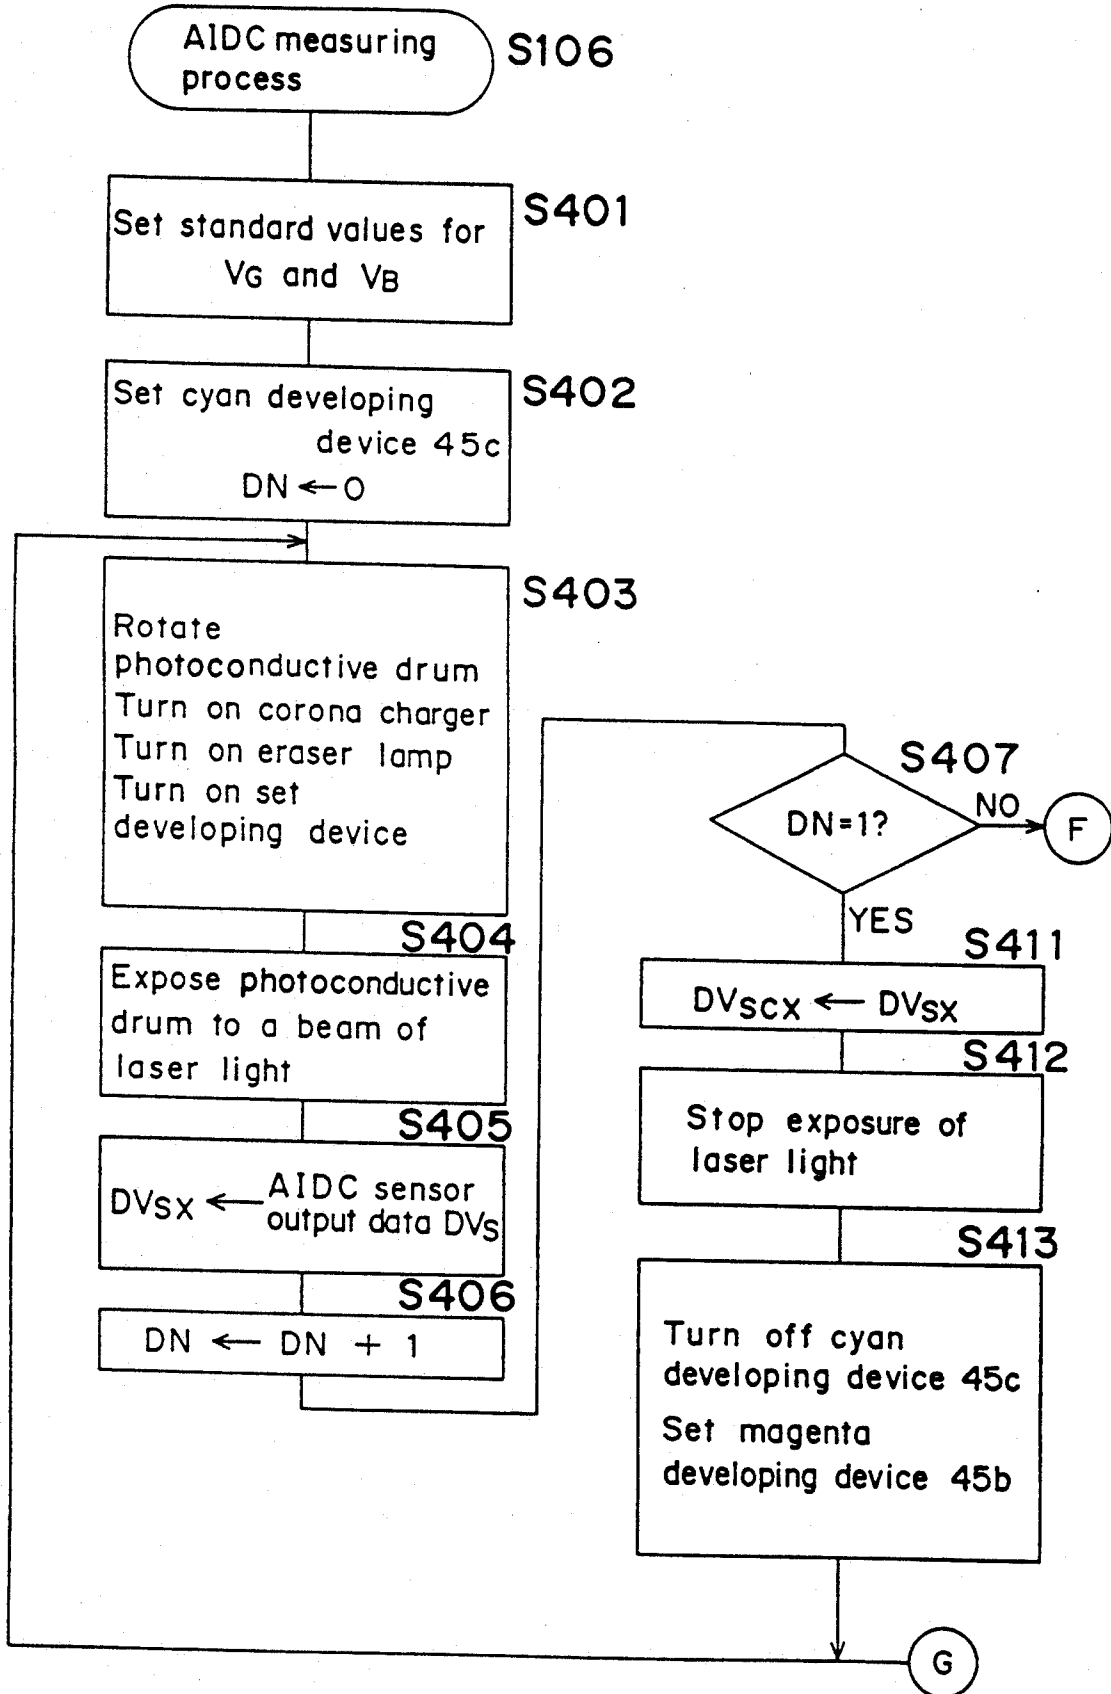 AIDC measuring
process
S106
Set standard values for
VG and VB
S401
Set cyan developing
device 45c
DN ← 0
S402
Rotate
photoconductive drum
Turn on corona charger
Turn on eraser lamp
Turn on set
developing device
S403
S404
Expose photoconductive
drum to a beam of
laser light
S405
DVSX ← AIDC sensor
output data DVS
S406
DN ← DN + 1
S407
DN=1?
NO
F
YES
S411
DVSCX ← DVSX
S412
Stop exposure of
laser light
S413
Turn off cyan
developing device 45c
Set magenta
developing device 45b
G